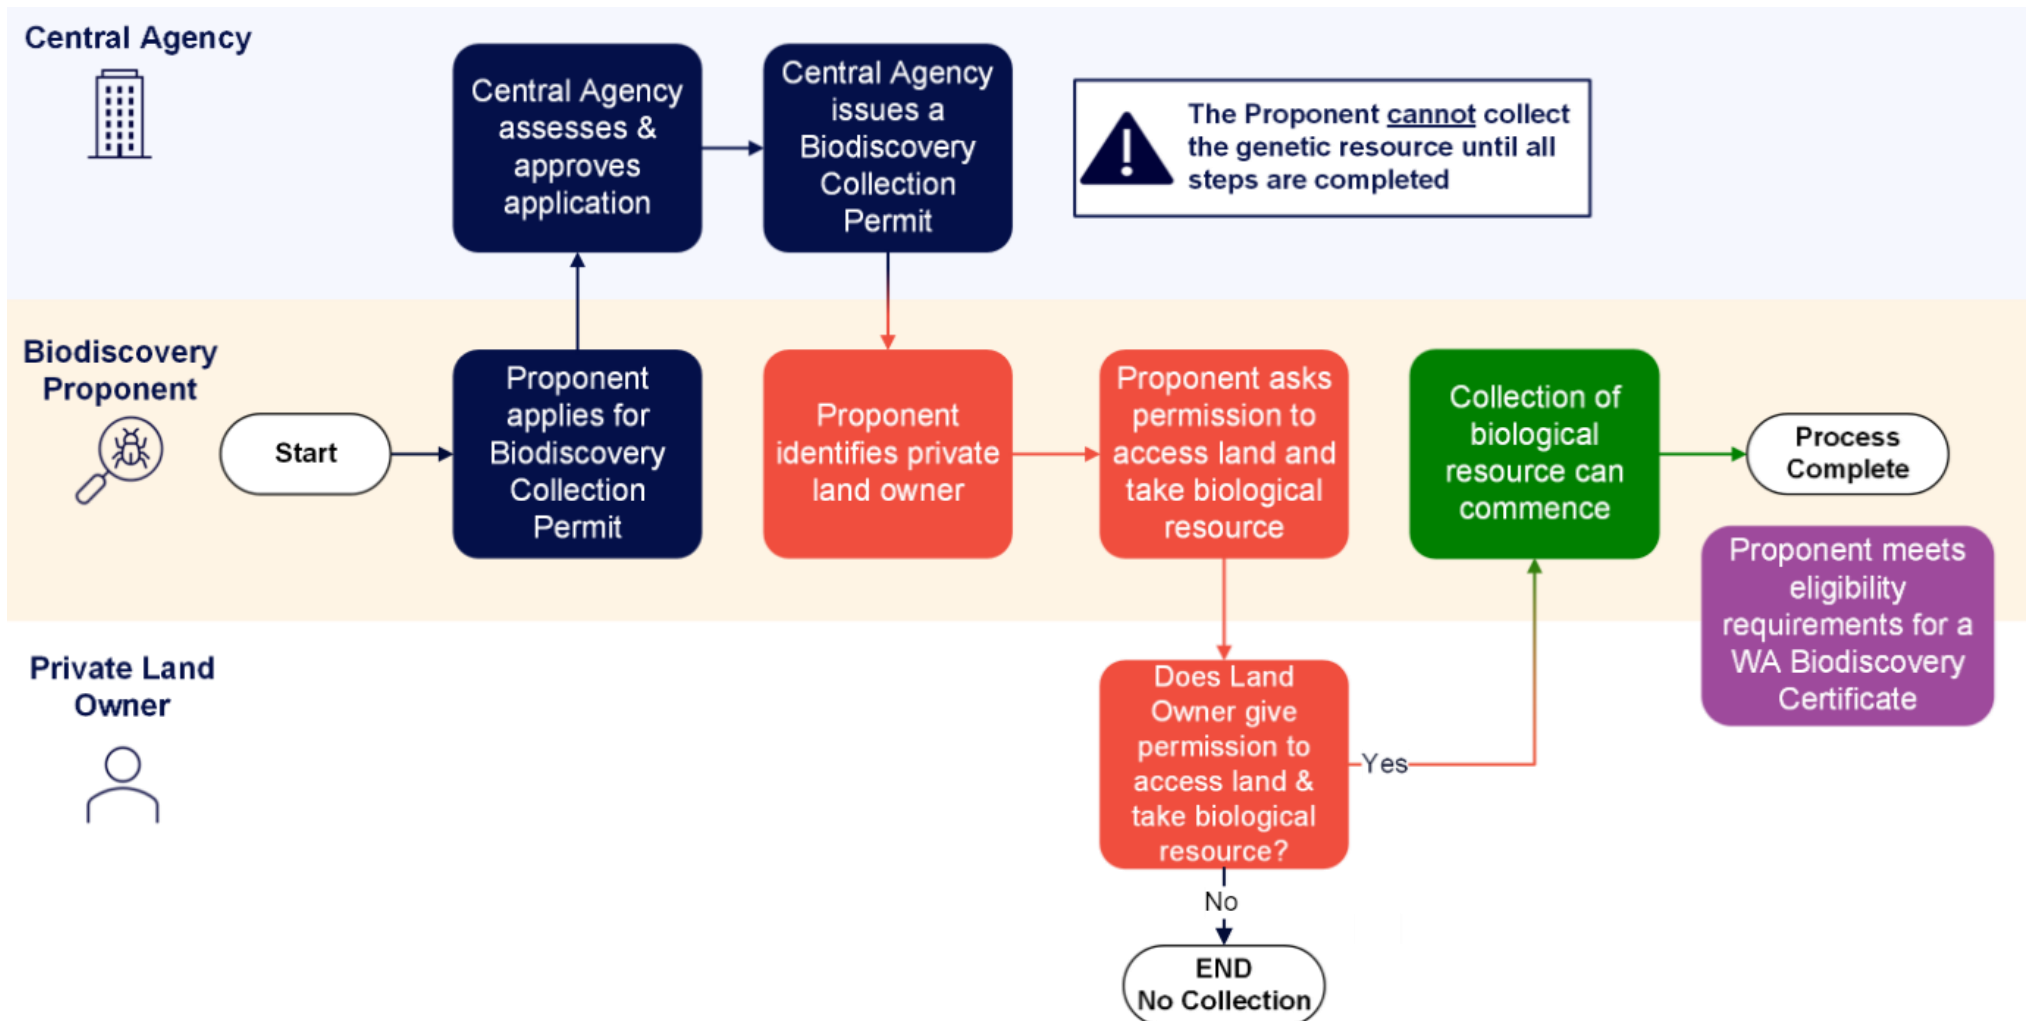 Central Agency
Central Agency
assesses &
approves
application
Central Agency
issues a
Biodiscovery
Collection
Permit
The Proponent cannot collect
the genetic resource until all
steps are completed
Biodiscovery
Proponent
Start
Proponent
applies for
Biodiscovery
Collection
Permit
Proponent
identifies private
land owner
Proponent asks
permission to
access land and
take biological
resource
Collection of
biological
resource can
commence
Process
Complete
Proponent meets
eligibility
requirements for a
WA Biodiscovery
Certificate
Private Land
Owner
Does Land
Owner give
permission to
access land &
take biological
resource?
Yes
No
END
No Collection